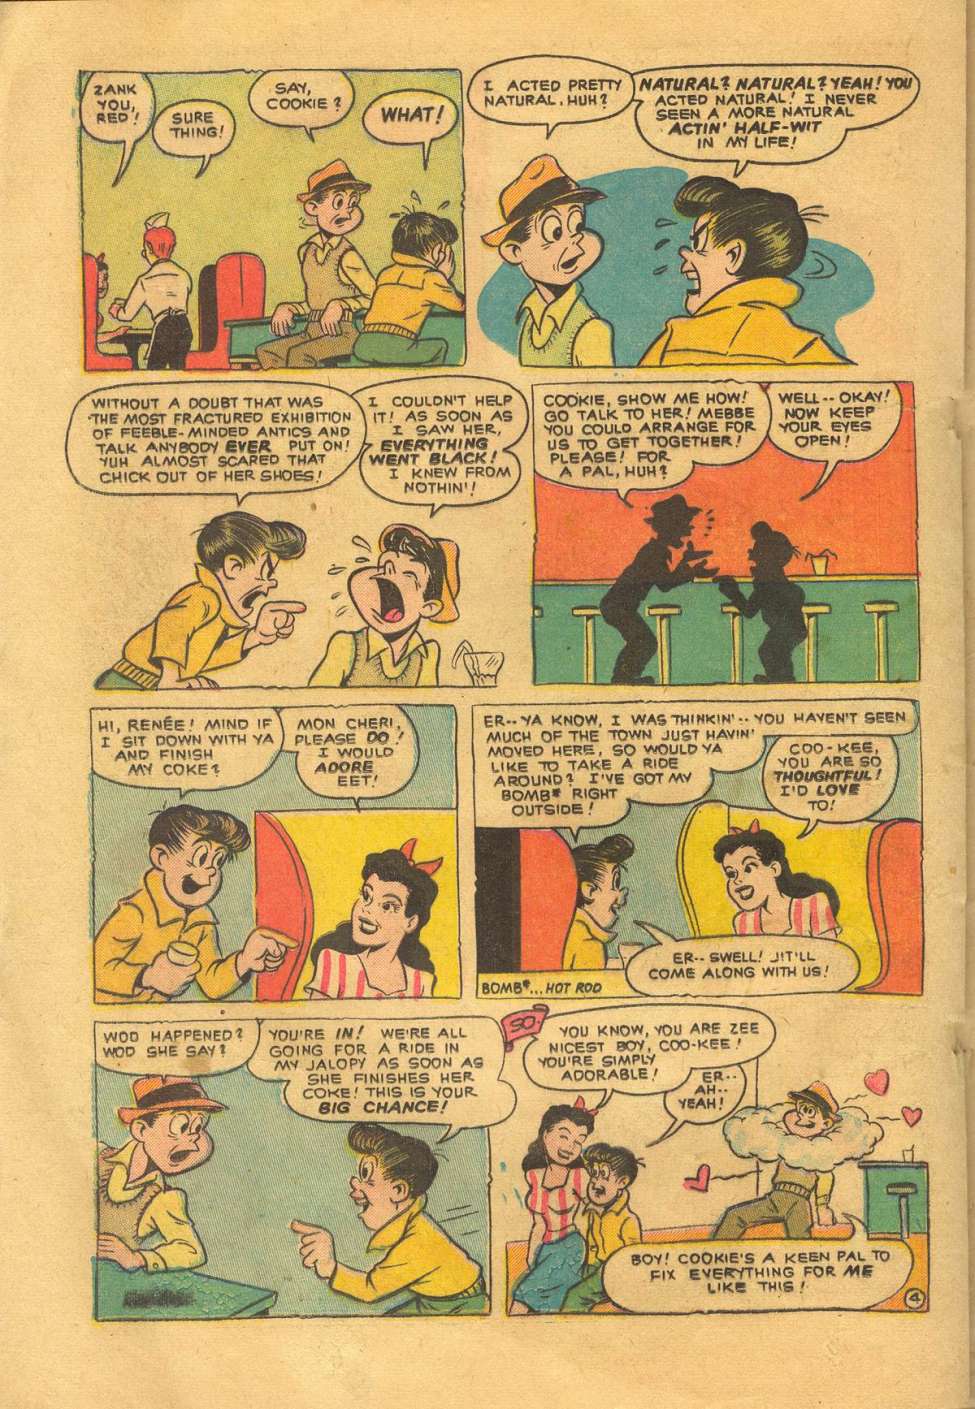 ZANK
YOU,
RED!
SURE
THING!
SAY,
COOKIE?
WHAT!
I ACTED PRETTY
NATURAL, HUH?
NATURAL? NATURAL? YEAH! YOU
ACTED NATURAL! I NEVER
SEEN A MORE NATURAL
ACTIN' HALF-WIT
IN MY LIFE!
WITHOUT A DOUBT THAT WAS
THE MOST FRACTURED EXHIBITION
OF FEEBLE-MINDED ANTICS AND
TALK ANYBODY EVER PUT ON!
YUH ALMOST SCARED THAT
CHICK OUT OF HER SHOES!
I COULDN'T HELP
IT! AS SOON AS
I SAW HER,
EVERYTHING
WENT BLACK!
I KNEW FROM
NOTHIN'!
COOKIE, SHOW ME HOW!
GO TALK TO HER! MEBBE
YOU COULD ARRANGE FOR
US TO GET TOGETHER!
PLEASE! FOR
A PAL, HUH?
WELL-- OKAY!
NOW KEEP
YOUR EYES
OPEN!
HI, RENÉE! MIND IF
I SIT DOWN WITH YA
AND FINISH
MY COKE?
MON CHERI,
PLEASE DO!
I WOULD
ADORE
EET!
ER-- YA KNOW, I WAS THINKIN'-- YOU HAVEN'T SEEN
MUCH OF THE TOWN JUST HAVIN'
MOVED HERE, SO WOULD YA
LIKE TO TAKE A RIDE
AROUND? I'VE GOT MY
BOMB* RIGHT
OUTSIDE!
COO-KEE,
YOU ARE SO
THOUGHTFUL!
I'D LOVE
TO!
ER-- SWELL! JIT'LL
COME ALONG WITH US!
BOMB*... HOT ROD
WOD HAPPENED?
WOD SHE SAY?
YOU'RE IN! WE'RE ALL
GOING FOR A RIDE IN
MY JALOPY AS SOON AS
SHE FINISHES HER
COKE! THIS IS YOUR
BIG CHANCE!
SO.
YOU KNOW, YOU ARE ZEE
NICEST BOY, COO-KEE!
YOU'RE SIMPLY
ADORABLE!
ER--
AH--
YEAH!
BOY! COOKIE'S A KEEN PAL TO
FIX EVERYTHING FOR ME
LIKE THIS!
4